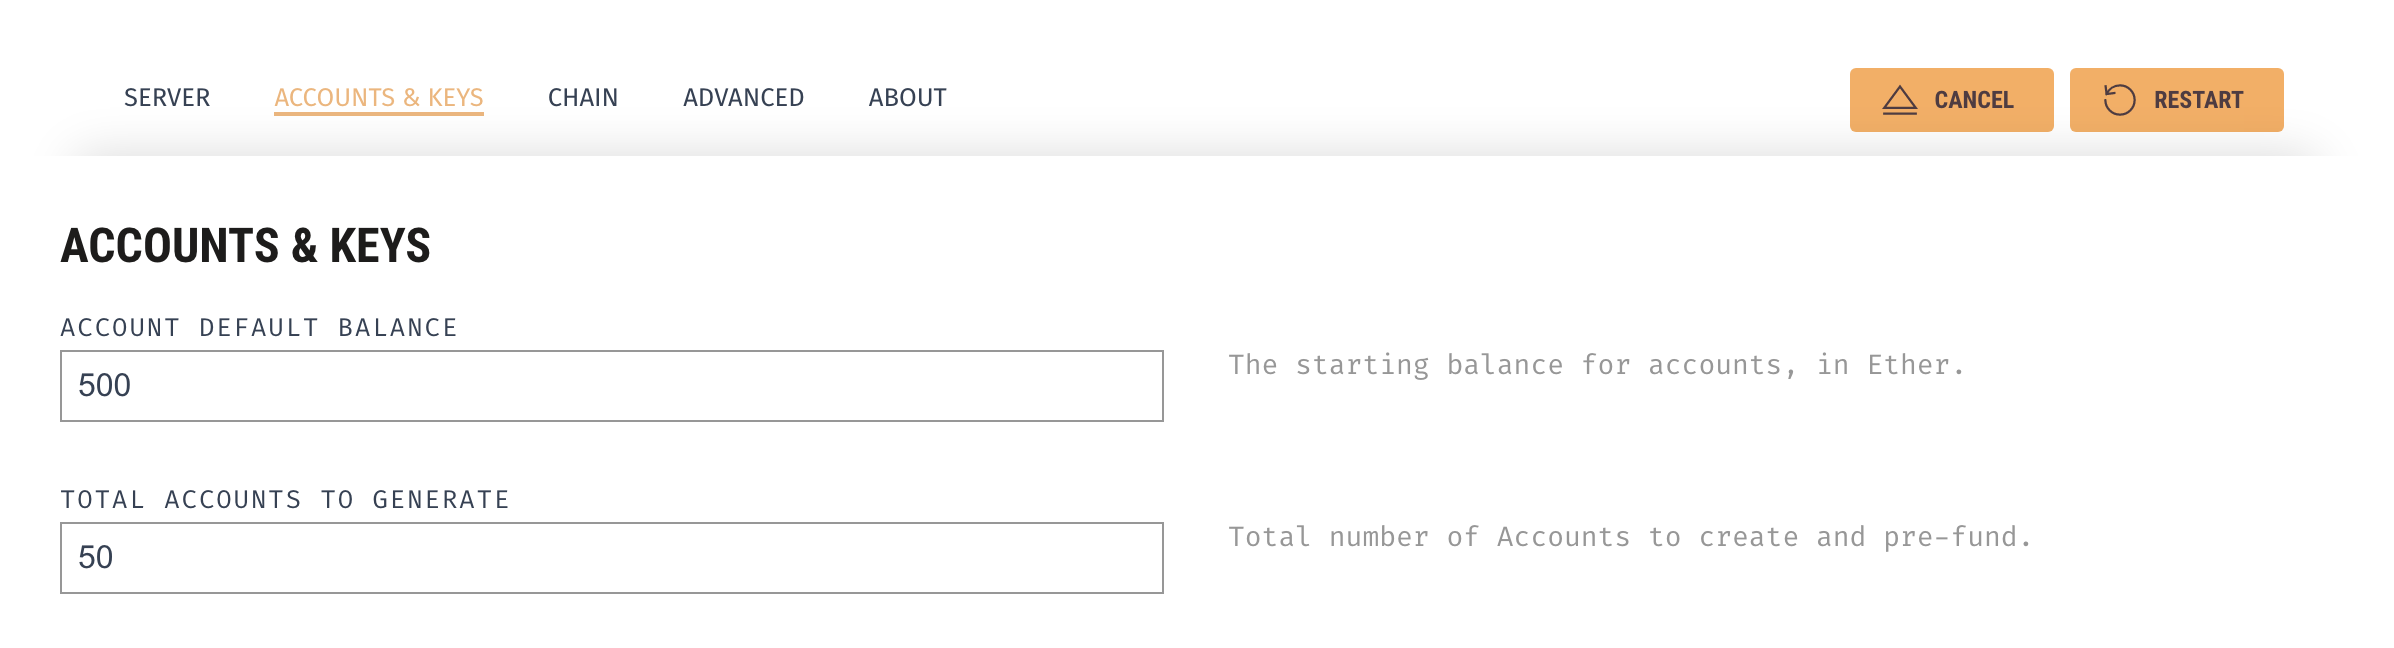 SERVER ACCOUNTS & KEYS CHAIN ADVANCED ABOUT CANCEL RESTART
ACCOUNTS & KEYS
ACCOUNT DEFAULT BALANCE
500 The starting balance for accounts, in Ether.
TOTAL ACCOUNTS TO GENERATE
50 Total number of Accounts to create and pre-fund.